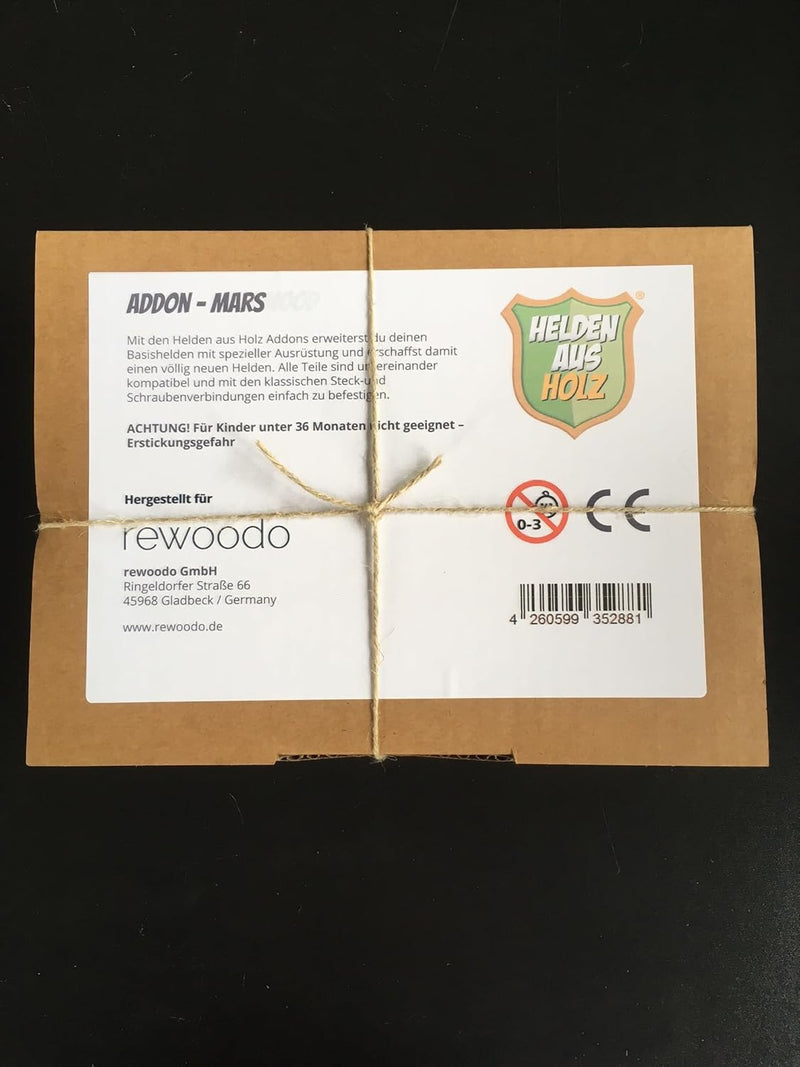 ADDON - MARS
Mit den Helden aus Holz Addons erweiterst du deinen
Basishelden mit spezieller Ausrüstung und erschaffst damit
einen völlig neuen Helden. Alle Teile sind untereinander
kompatibel und mit den klassischen Steck-und
Schraubenverbindungen einfach zu befestigen.
ACHTUNG! Für Kinder unter 36 Monaten nicht geeignet –
Erstickungsgefahr
HELDEN
AUS
HOLZ
®
Hergestellt für
rewoodo
0-3
CE
rewoodo GmbH
Ringeldorfer Straße 66
45968 Gladbeck / Germany
www.rewoodo.de
4 260599 352881